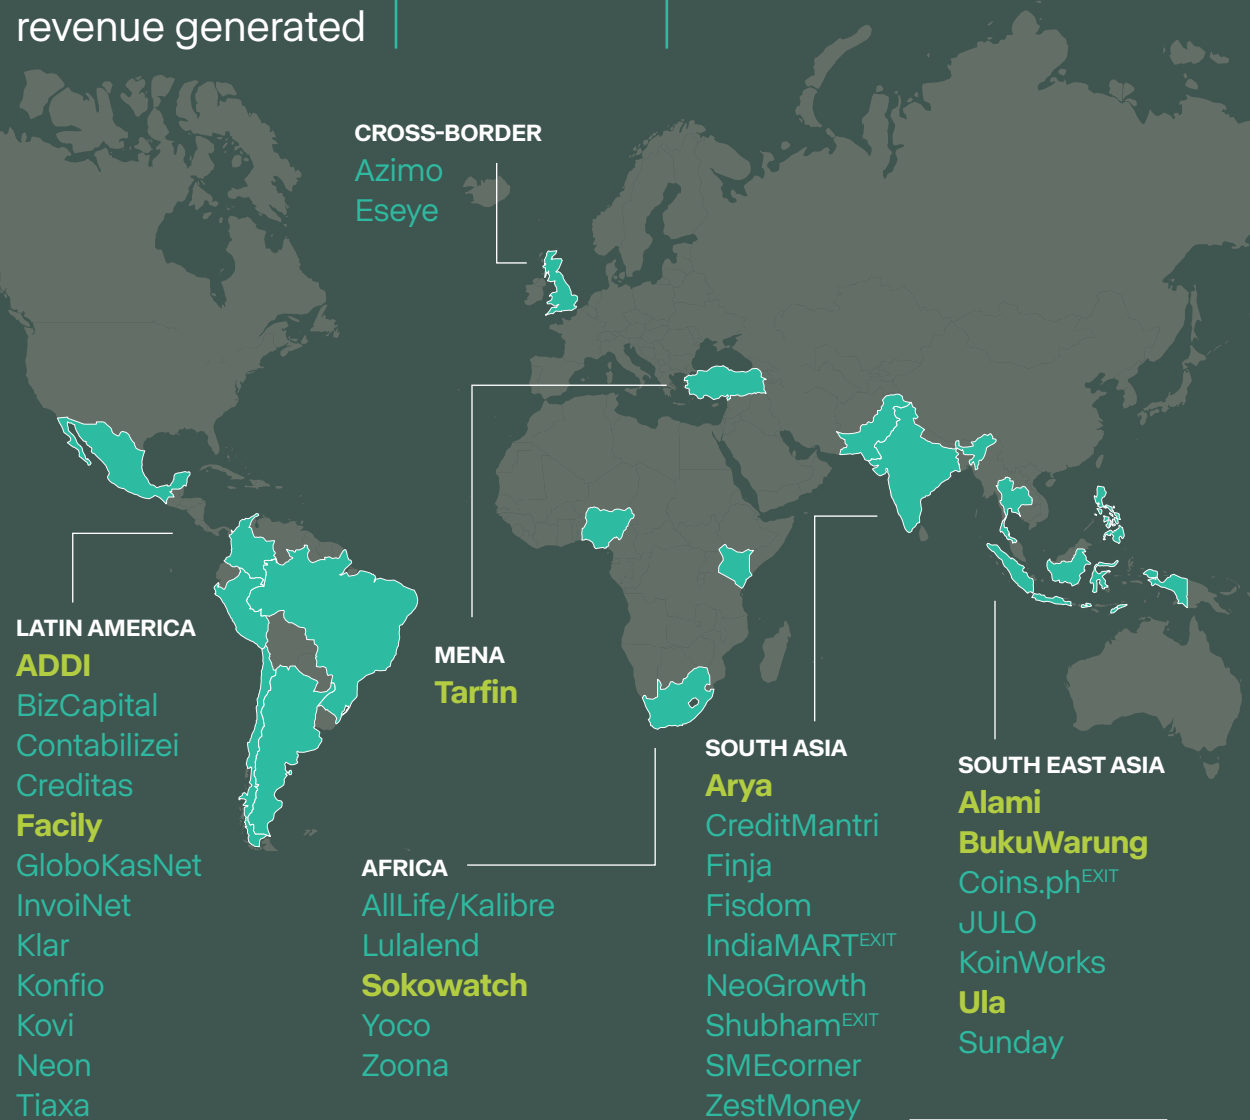 revenue generated
CROSS-BORDER
Azimo
Eseye
LATIN AMERICA
ADDI
BizCapital
Contabilizei
Creditas
Facily
GloboKasNet
InvoiNet
Klar
Konfio
Kovi
Neon
Tiaxa
MENA
Tarfin
AFRICA
AllLife/Kalibre
Lulalend
Sokowatch
Yoco
Zoona
SOUTH ASIA
Arya
CreditMantri
Finja
Fisdom
IndiaMARTEXIT
NeoGrowth
ShubhamEXIT
SMEcorner
ZestMoney
SOUTH EAST ASIA
Alami
BukuWarung
Coins.phEXIT
JULO
KoinWorks
Ula
Sunday